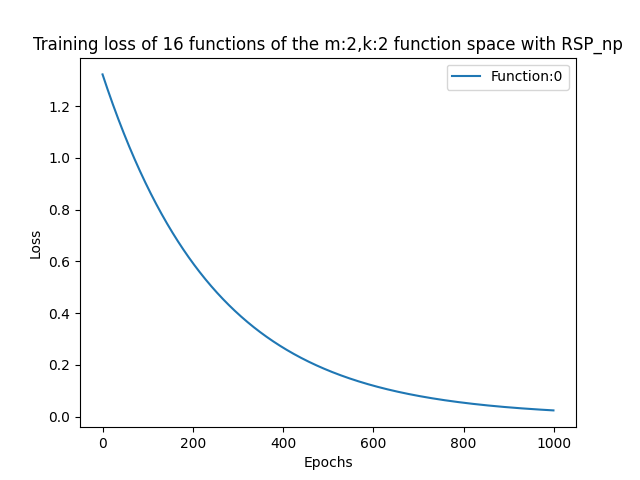 Training loss of 16 functions of the m:2,k:2 function space with RSP_np
Function:0
Loss
1.2
1.0
0.8
0.6
0.4
0.2
0.0
0 200 400 600 800 1000
Epochs